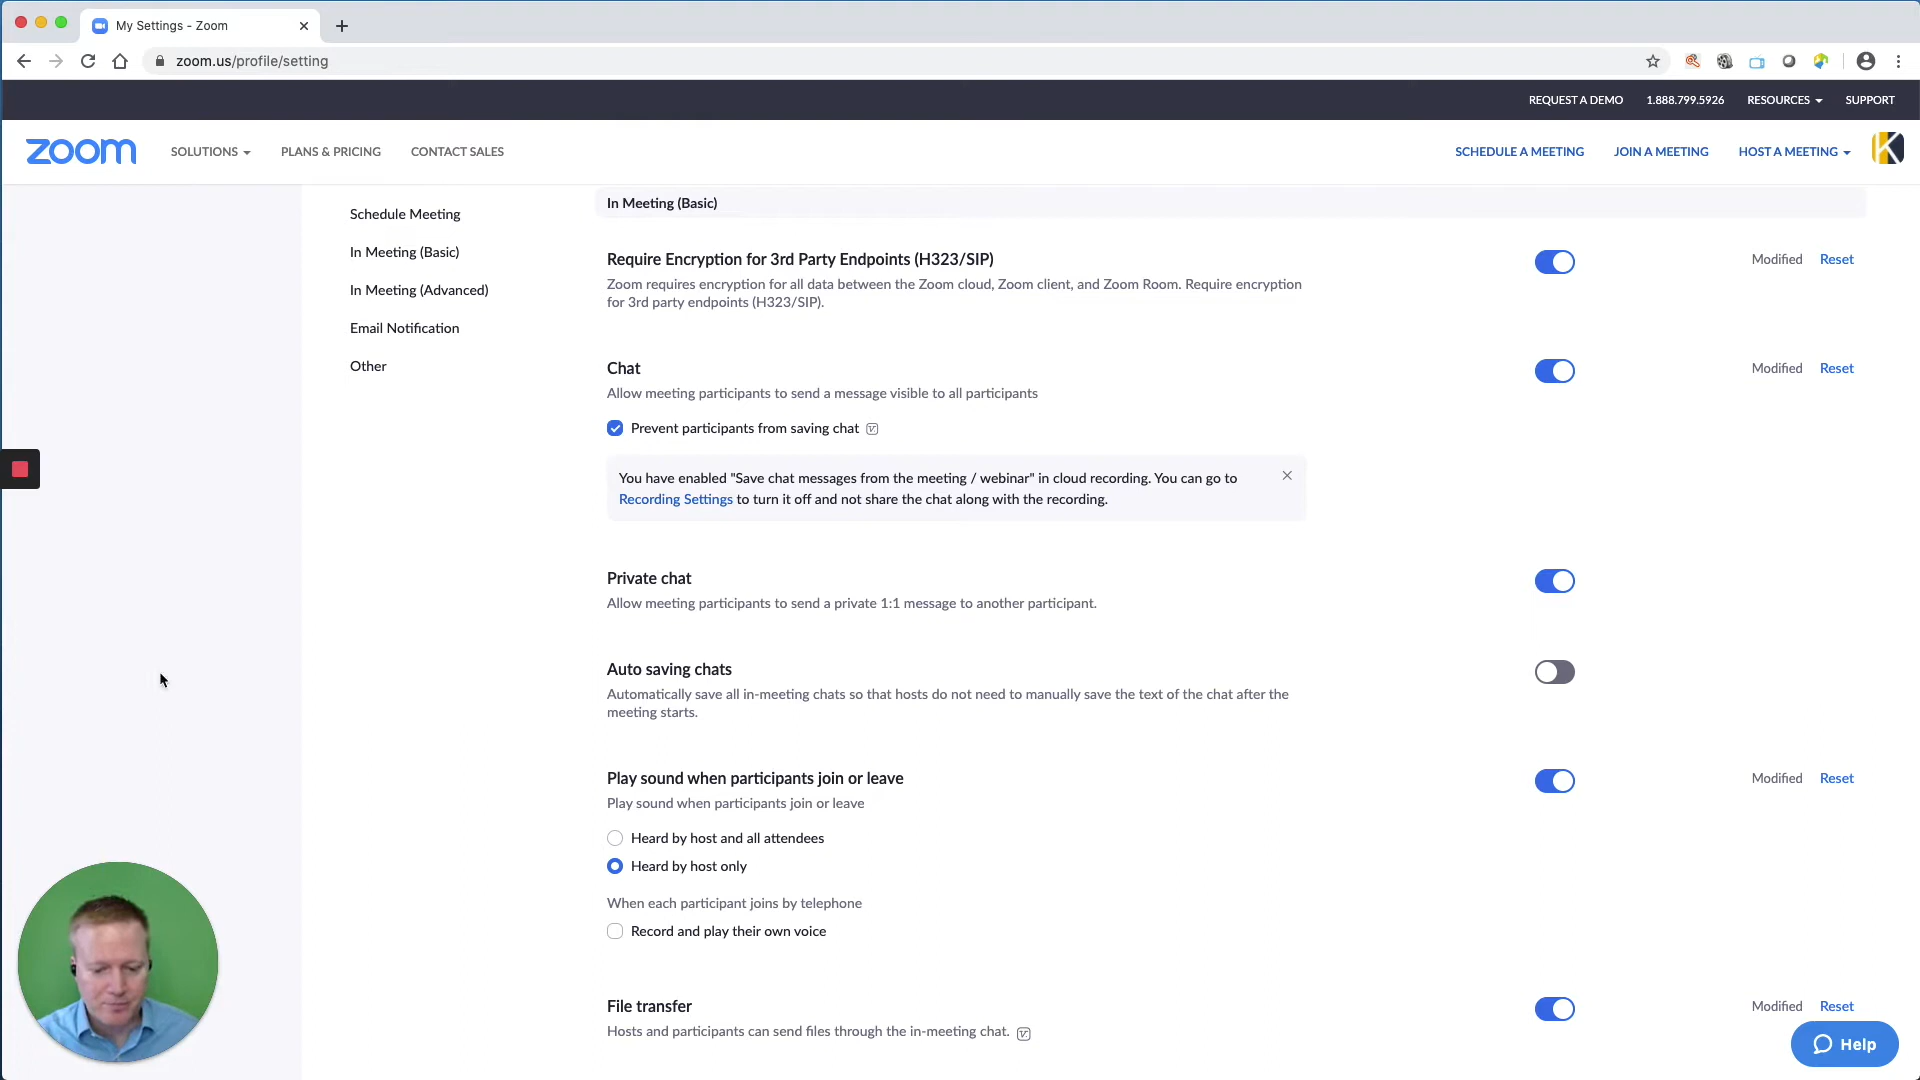 My Settings - Zoom
zoom.us/profile/setting
REQUEST A DEMO
1.888.799.5926
RESOURCES
SUPPORT
zoom
SOLUTIONS
PLANS & PRICING
CONTACT SALES
SCHEDULE A MEETING
JOIN A MEETING
HOST A MEETING
K
Schedule Meeting
In Meeting (Basic)
In Meeting (Advanced)
Email Notification
Other
In Meeting (Basic)
Require Encryption for 3rd Party Endpoints (H323/SIP)
Modified Reset
Zoom requires encryption for all data between the Zoom cloud, Zoom client, and Zoom Room. Require encryption
for 3rd party endpoints (H323/SIP).
Chat
Modified Reset
Allow meeting participants to send a message visible to all participants
Prevent participants from saving chat
You have enabled "Save chat messages from the meeting / webinar" in cloud recording. You can go to
Recording Settings to turn it off and not share the chat along with the recording.
Private chat
Allow meeting participants to send a private 1:1 message to another participant.
Auto saving chats
Automatically save all in-meeting chats so that hosts do not need to manually save the text of the chat after the
meeting starts.
Play sound when participants join or leave
Modified Reset
Play sound when participants join or leave
Heard by host and all attendees
Heard by host only
When each participant joins by telephone
Record and play their own voice
File transfer
Modified Reset
Hosts and participants can send files through the in-meeting chat.
Help